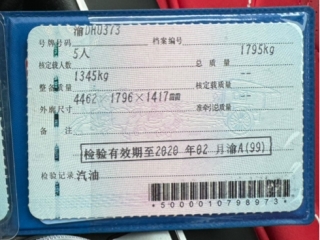 渝DHU373
号牌号码 档案编号
5人 1795kg
核定载人数 总质量
1345kg --
整备质量 核定载质量
4462×1796×1417㎜ --
外廓尺寸 准牵引总质量
备注
检验有效期至2020年02月渝A(99)
检验记录 汽油
*5000010798973*